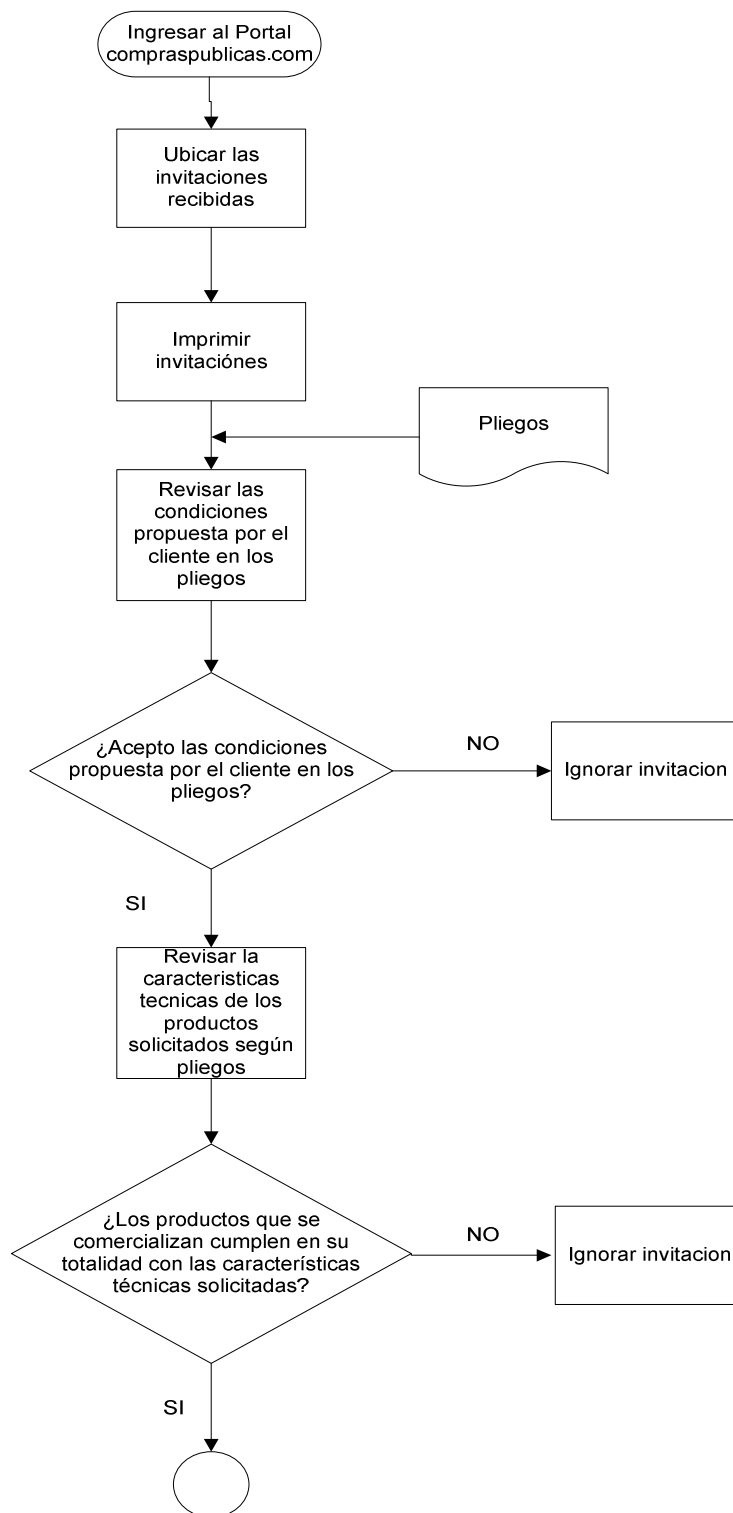 Ingresar al Portal
compraspublicas.com
Ubicar las
invitaciones
recibidas
Imprimir
invitaciónes
Pliegos
Revisar las
condiciones
propuesta por el
cliente en los
pliegos
¿Acepto las condiciones
propuesta por el cliente en los
pliegos?
NO
Ignorar invitacion
SI
Revisar la
caracteristicas
tecnicas de los
productos
solicitados según
pliegos
¿Los productos que se
comercializan cumplen en su
totalidad con las características
técnicas solicitadas?
NO
Ignorar invitacion
SI